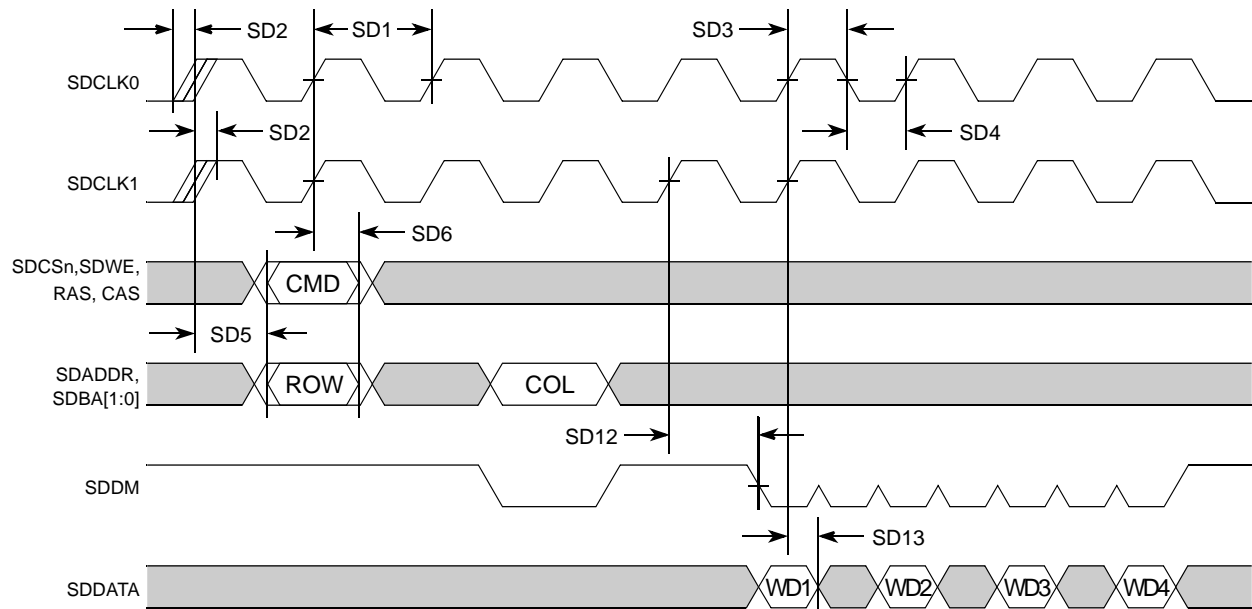 SD2
SD1
SD3
SDCLK0
SD2
SD4
SDCLK1
SD6
SDCSn,SDWE,
RAS, CAS
CMD
SD5
SDADDR,
SDBA[1:0]
ROW
COL
SD12
SDDM
SD13
SDDATA
WD1
WD2
WD3
WD4